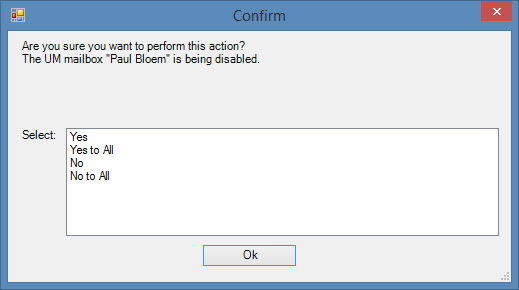 Confirm
Are you sure you want to perform this action?
The UM mailbox "Paul Bloem" is being disabled.
Select:
Yes
Yes to All
No
No to All
Ok